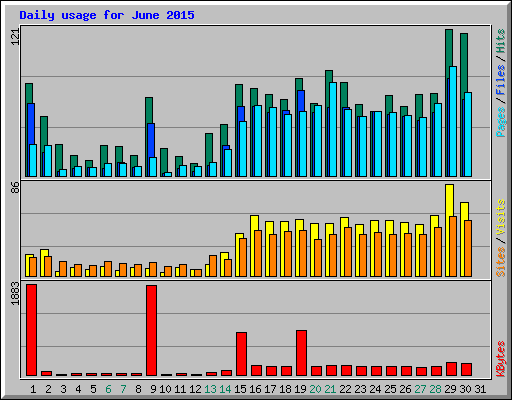 Daily usage for June 2015
121
Pages / Files / Hits
86
Sites / Visits
1883
KBytes
1 2 3 4 5 6 7 8 9 10 11 12 13 14 15 16 17 18 19 20 21 22 23 24 25 26 27 28 29 30 31